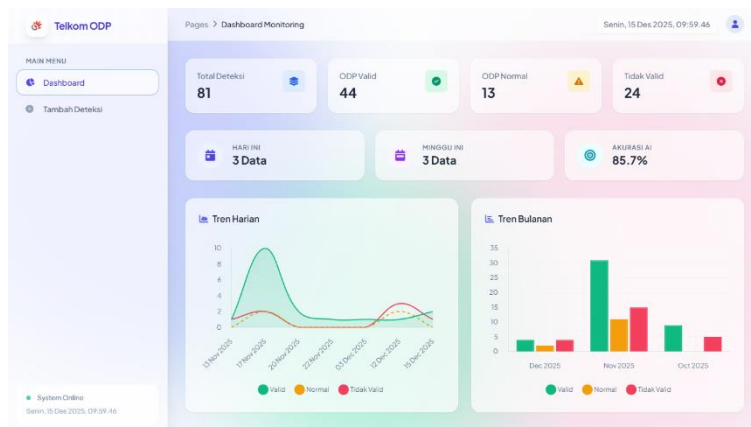 Telkom ODP
Pages > Dashboard Monitoring
Senin, 15 Des 2025, 09.59.46
MAIN MENU
Dashboard
Tambah Deteksi
Total Deteksi
81
ODP Valid
44
ODP Normal
13
Tidak Valid
24
HARI INI
3 Data
MINGGU INI
3 Data
AKURASI AI
85.7%
Tren Harian
10
8
6
4
2
0
13 Nov 2025
17 Nov 2025
20 Nov 2025
22 Nov 2025
03 Dec 2025
12 Dec 2025
15 Dec 2025
Valid
Normal
Tidak Valid
Tren Bulanan
35
30
25
20
15
10
5
0
Dec 2025
Nov 2025
Oct 2025
Valid
Normal
Tidak Valid
System Online
Senin, 15 Des 2025, 09.59.46